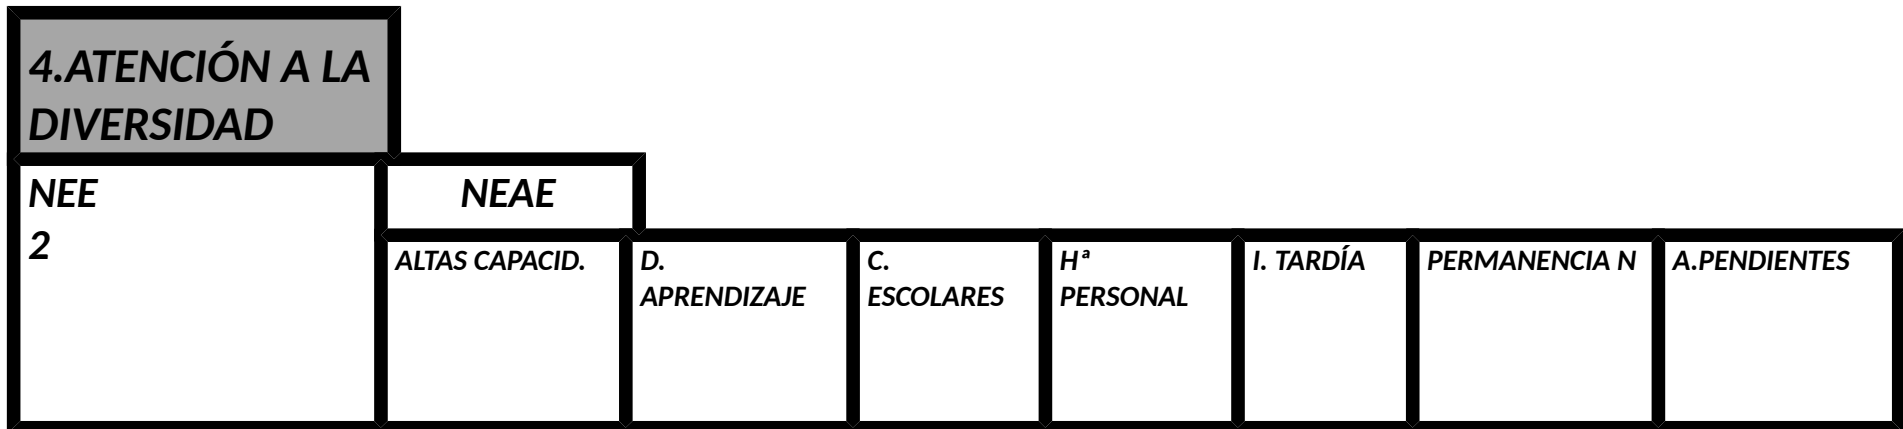 4.ATENCIÓN A LA
DIVERSIDAD
NEE
2
NEAE
ALTAS CAPACID.
D.
APRENDIZAJE
C.
ESCOLARES
Hª
PERSONAL
I. TARDÍA
PERMANENCIA N
A.PENDIENTES